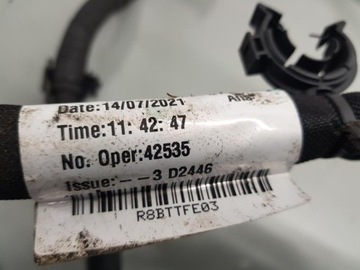 Date:14/07/2021
Time:11: 42: 47
No. Oper:42535
Issue:--3 D2446
R8BTTFE03